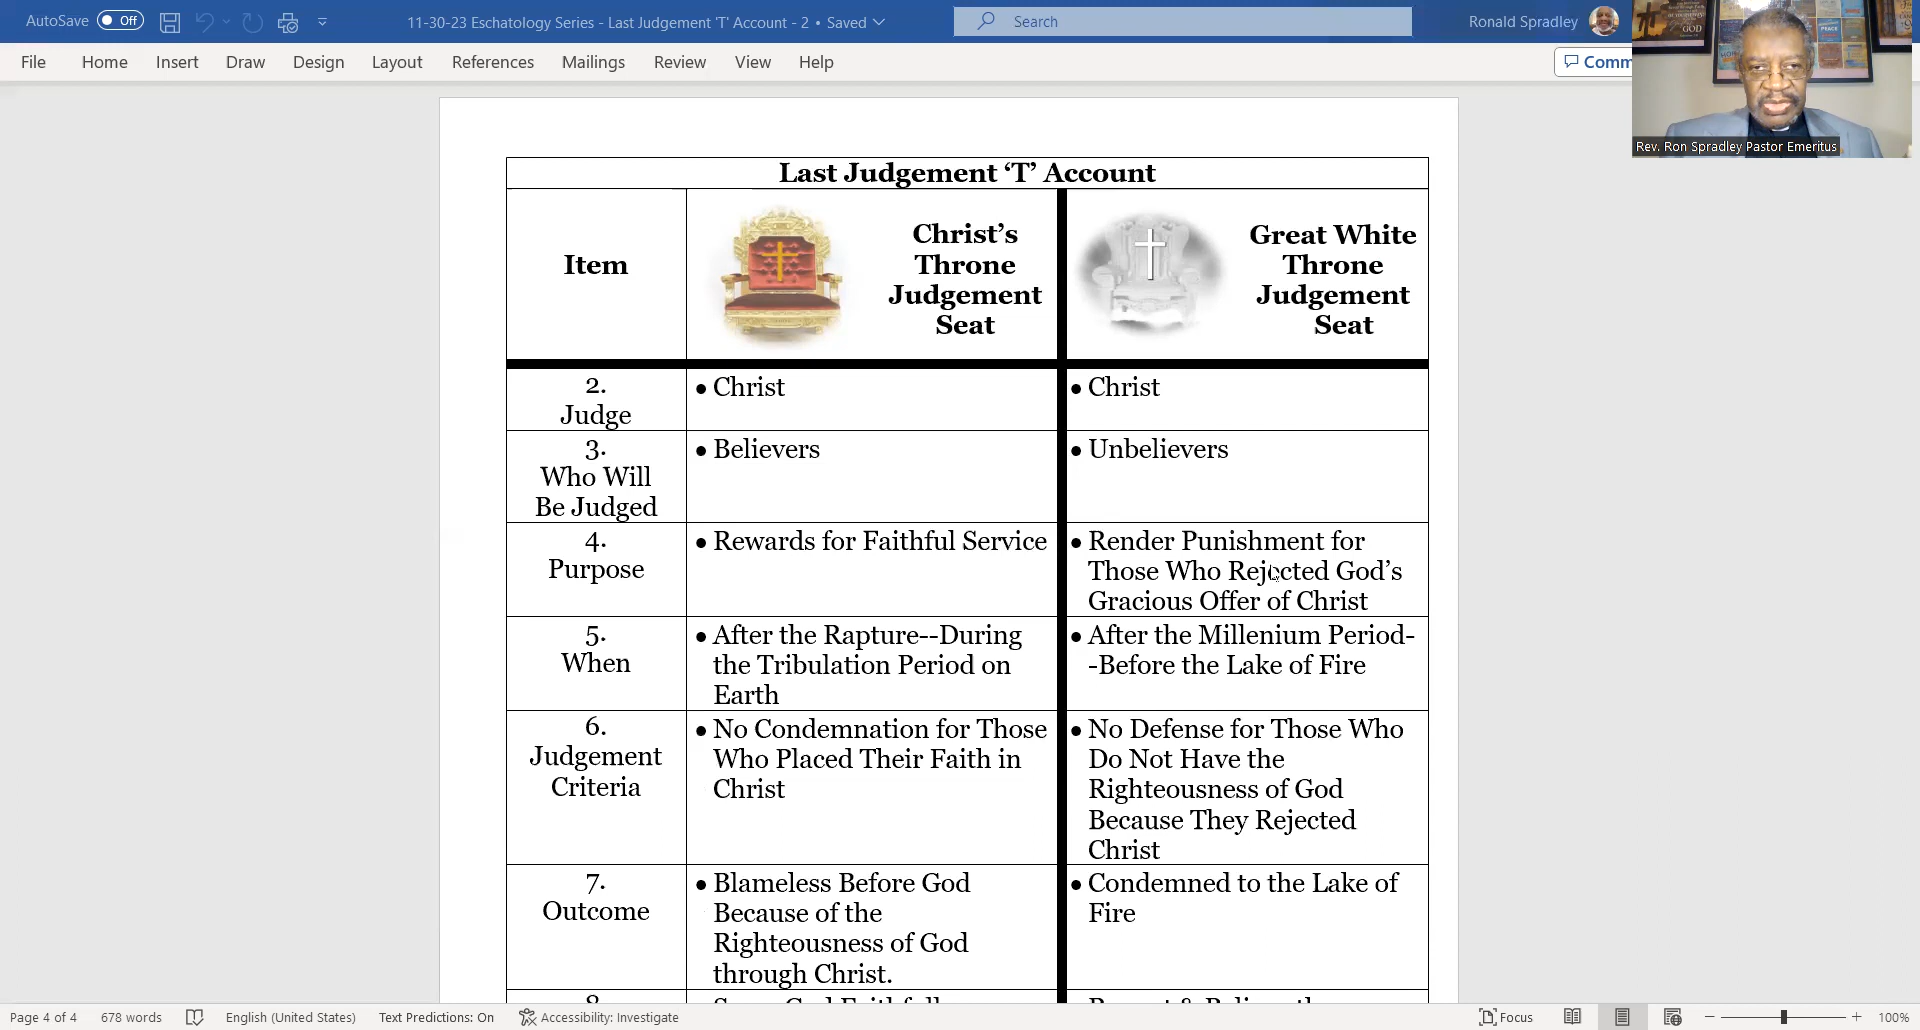 AutoSave Off 11-30-23 Eschatology Series - Last Judgement 'T' Account - 2 • Saved Search Ronald Spradley
File Home Insert Draw Design Layout References Mailings Review View Help Comm
Rev. Ron Spradley Pastor Emeritus
Last Judgement ‘T’ Account
Item
Christ’s
Throne
Judgement
Seat
Great White
Throne
Judgement
Seat
2.
Judge
• Christ
• Christ
3.
Who Will
Be Judged
• Believers
• Unbelievers
4.
Purpose
• Rewards for Faithful Service
• Render Punishment for
Those Who Rejected God’s
Gracious Offer of Christ
5.
When
• After the Rapture--During
the Tribulation Period on
Earth
• After the Millenium Period-
-Before the Lake of Fire
6.
Judgement
Criteria
• No Condemnation for Those
Who Placed Their Faith in
Christ
• No Defense for Those Who
Do Not Have the
Righteousness of God
Because They Rejected
Christ
7.
Outcome
• Blameless Before God
Because of the
Righteousness of God
through Christ.
• Condemned to the Lake of
Fire
Page 4 of 4 678 words English (United States) Text Predictions: On Accessibility: Investigate Focus 100%